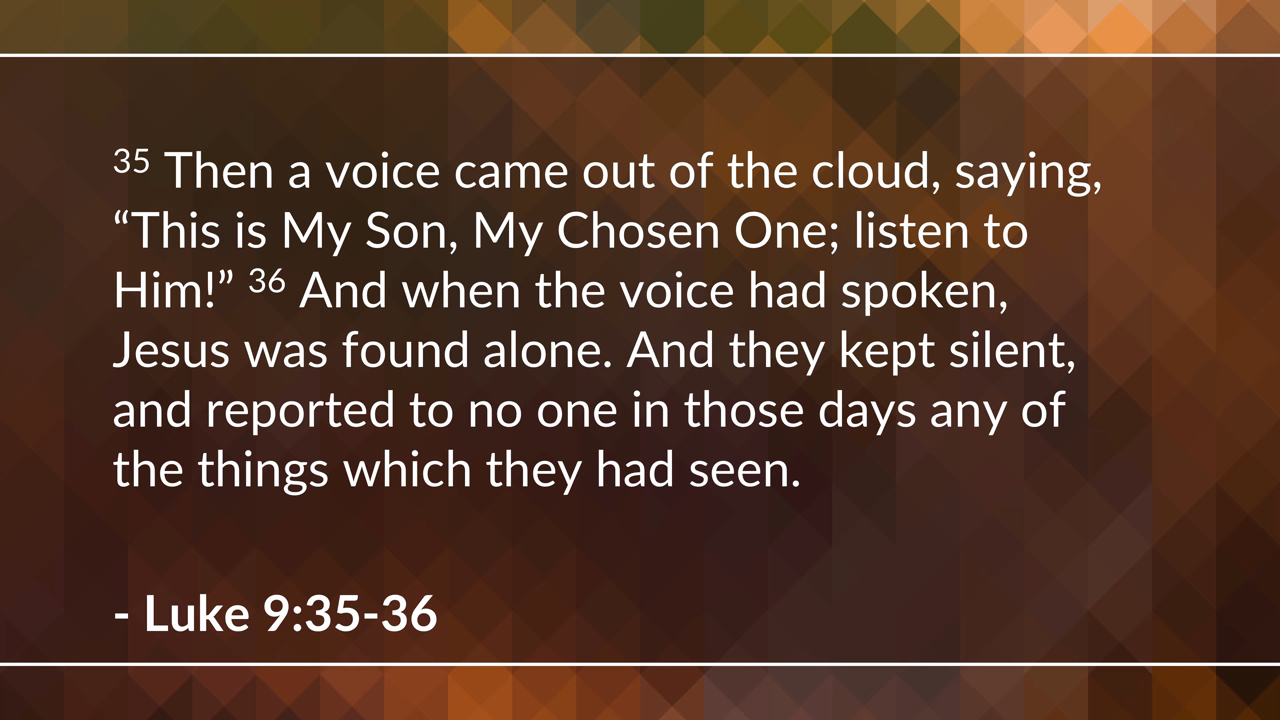 35 Then a voice came out of the cloud, saying,
“This is My Son, My Chosen One; listen to
Him!” 36 And when the voice had spoken,
Jesus was found alone. And they kept silent,
and reported to no one in those days any of
the things which they had seen.
- Luke 9:35-36